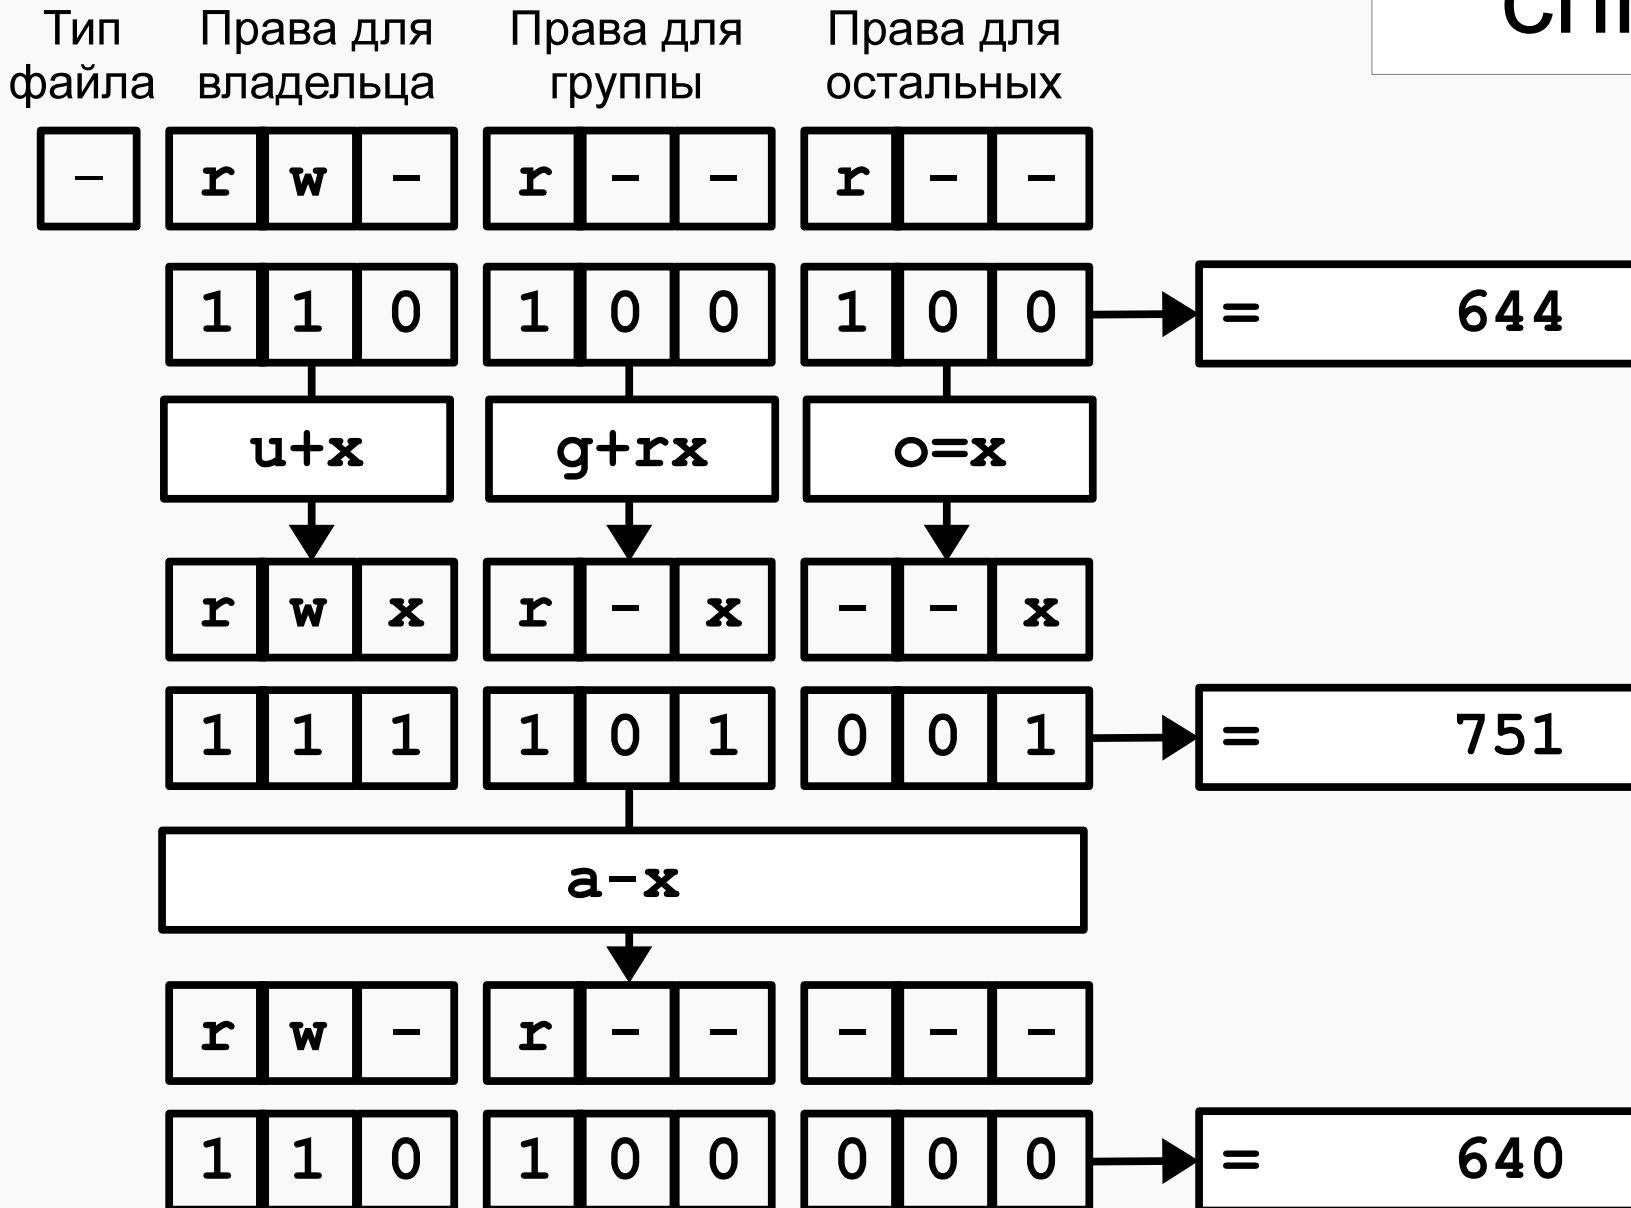 Тип Права для Права для Права для
файла владельца группы остальных
- r w - r - - r - -
1 1 0 1 0 0 1 0 0 = 644
u+x g+rx o=x
r w x r - x - - x
1 1 1 1 0 1 0 0 1 = 751
a-x
r w - r - - - - -
1 1 0 1 0 0 0 0 0 = 640